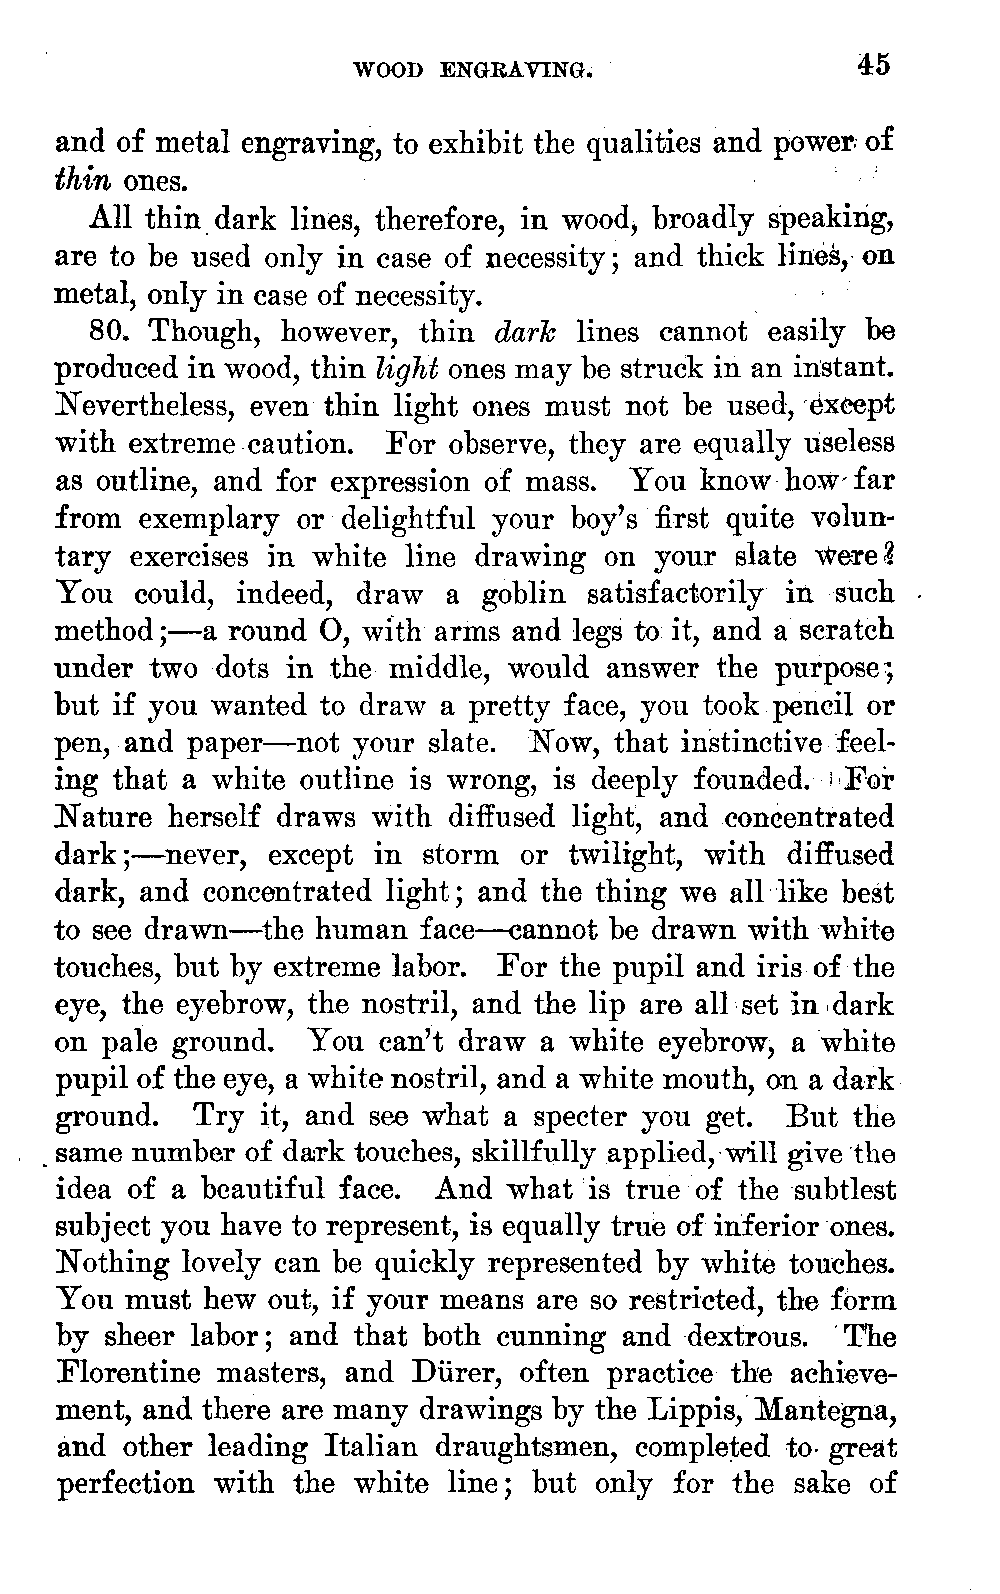 WOOD ENGRAVING. 45
and of metal engraving, to exhibit the qualities and power of
thin ones.
All thin dark lines, therefore, in wood, broadly speaking,
are to be used only in case of necessity; and thick lines, on
metal, only in case of necessity.
80. Though, however, thin dark lines cannot easily be
produced in wood, thin light ones may be struck in an instant.
Nevertheless, even thin light ones must not be used, except
with extreme caution. For observe, they are equally useless
as outline, and for expression of mass. You know how far
from exemplary or delightful your boy's first quite volun-
tary exercises in white line drawing on your slate were?
You could, indeed, draw a goblin satisfactorily in such
method;—a round O, with arms and legs to it, and a scratch
under two dots in the middle, would answer the purpose;
but if you wanted to draw a pretty face, you took pencil or
pen, and paper—not your slate. Now, that instinctive feel-
ing that a white outline is wrong, is deeply founded. For
Nature herself draws with diffused light, and concentrated
dark;—never, except in storm or twilight, with diffused
dark, and concentrated light; and the thing we all like best
to see drawn—the human face—cannot be drawn with white
touches, but by extreme labor. For the pupil and iris of the
eye, the eyebrow, the nostril, and the lip are all set in dark
on pale ground. You can't draw a white eyebrow, a white
pupil of the eye, a white nostril, and a white mouth, on a dark
ground. Try it, and see what a specter you get. But the
same number of dark touches, skillfully applied, will give the
idea of a beautiful face. And what is true of the subtlest
subject you have to represent, is equally true of inferior ones.
Nothing lovely can be quickly represented by white touches.
You must hew out, if your means are so restricted, the form
by sheer labor; and that both cunning and dextrous. The
Florentine masters, and Dürer, often practice the achieve-
ment, and there are many drawings by the Lippis, Mantegna,
and other leading Italian draughtsmen, completed to great
perfection with the white line; but only for the sake of